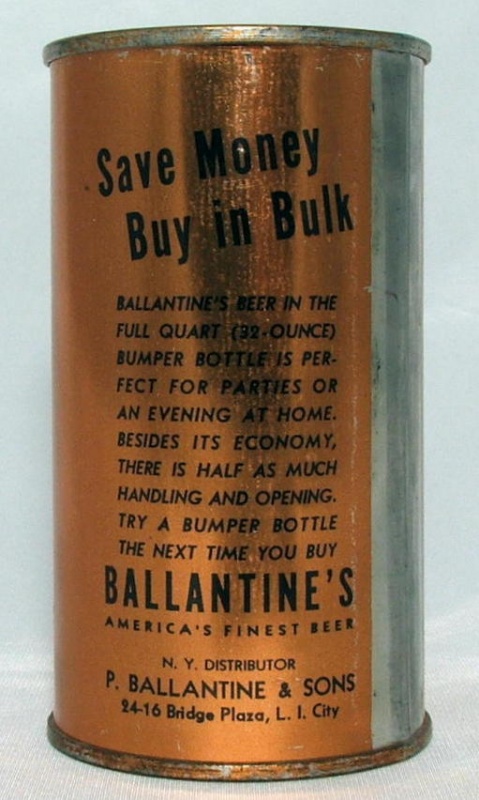 Save Money
Buy in Bulk
BALLANTINE'S BEER IN THE
FULL QUART (32-OUNCE)
BUMPER BOTTLE IS PER-
FECT FOR PARTIES OR
AN EVENING AT HOME.
BESIDES ITS ECONOMY,
THERE IS HALF AS MUCH
HANDLING AND OPENING.
TRY A BUMPER BOTTLE
THE NEXT TIME YOU BUY
BALLANTINE'S
AMERICA'S FINEST BEER
N. Y. DISTRIBUTOR
P. BALLANTINE & SONS
24-16 Bridge Plaza, L. I. City